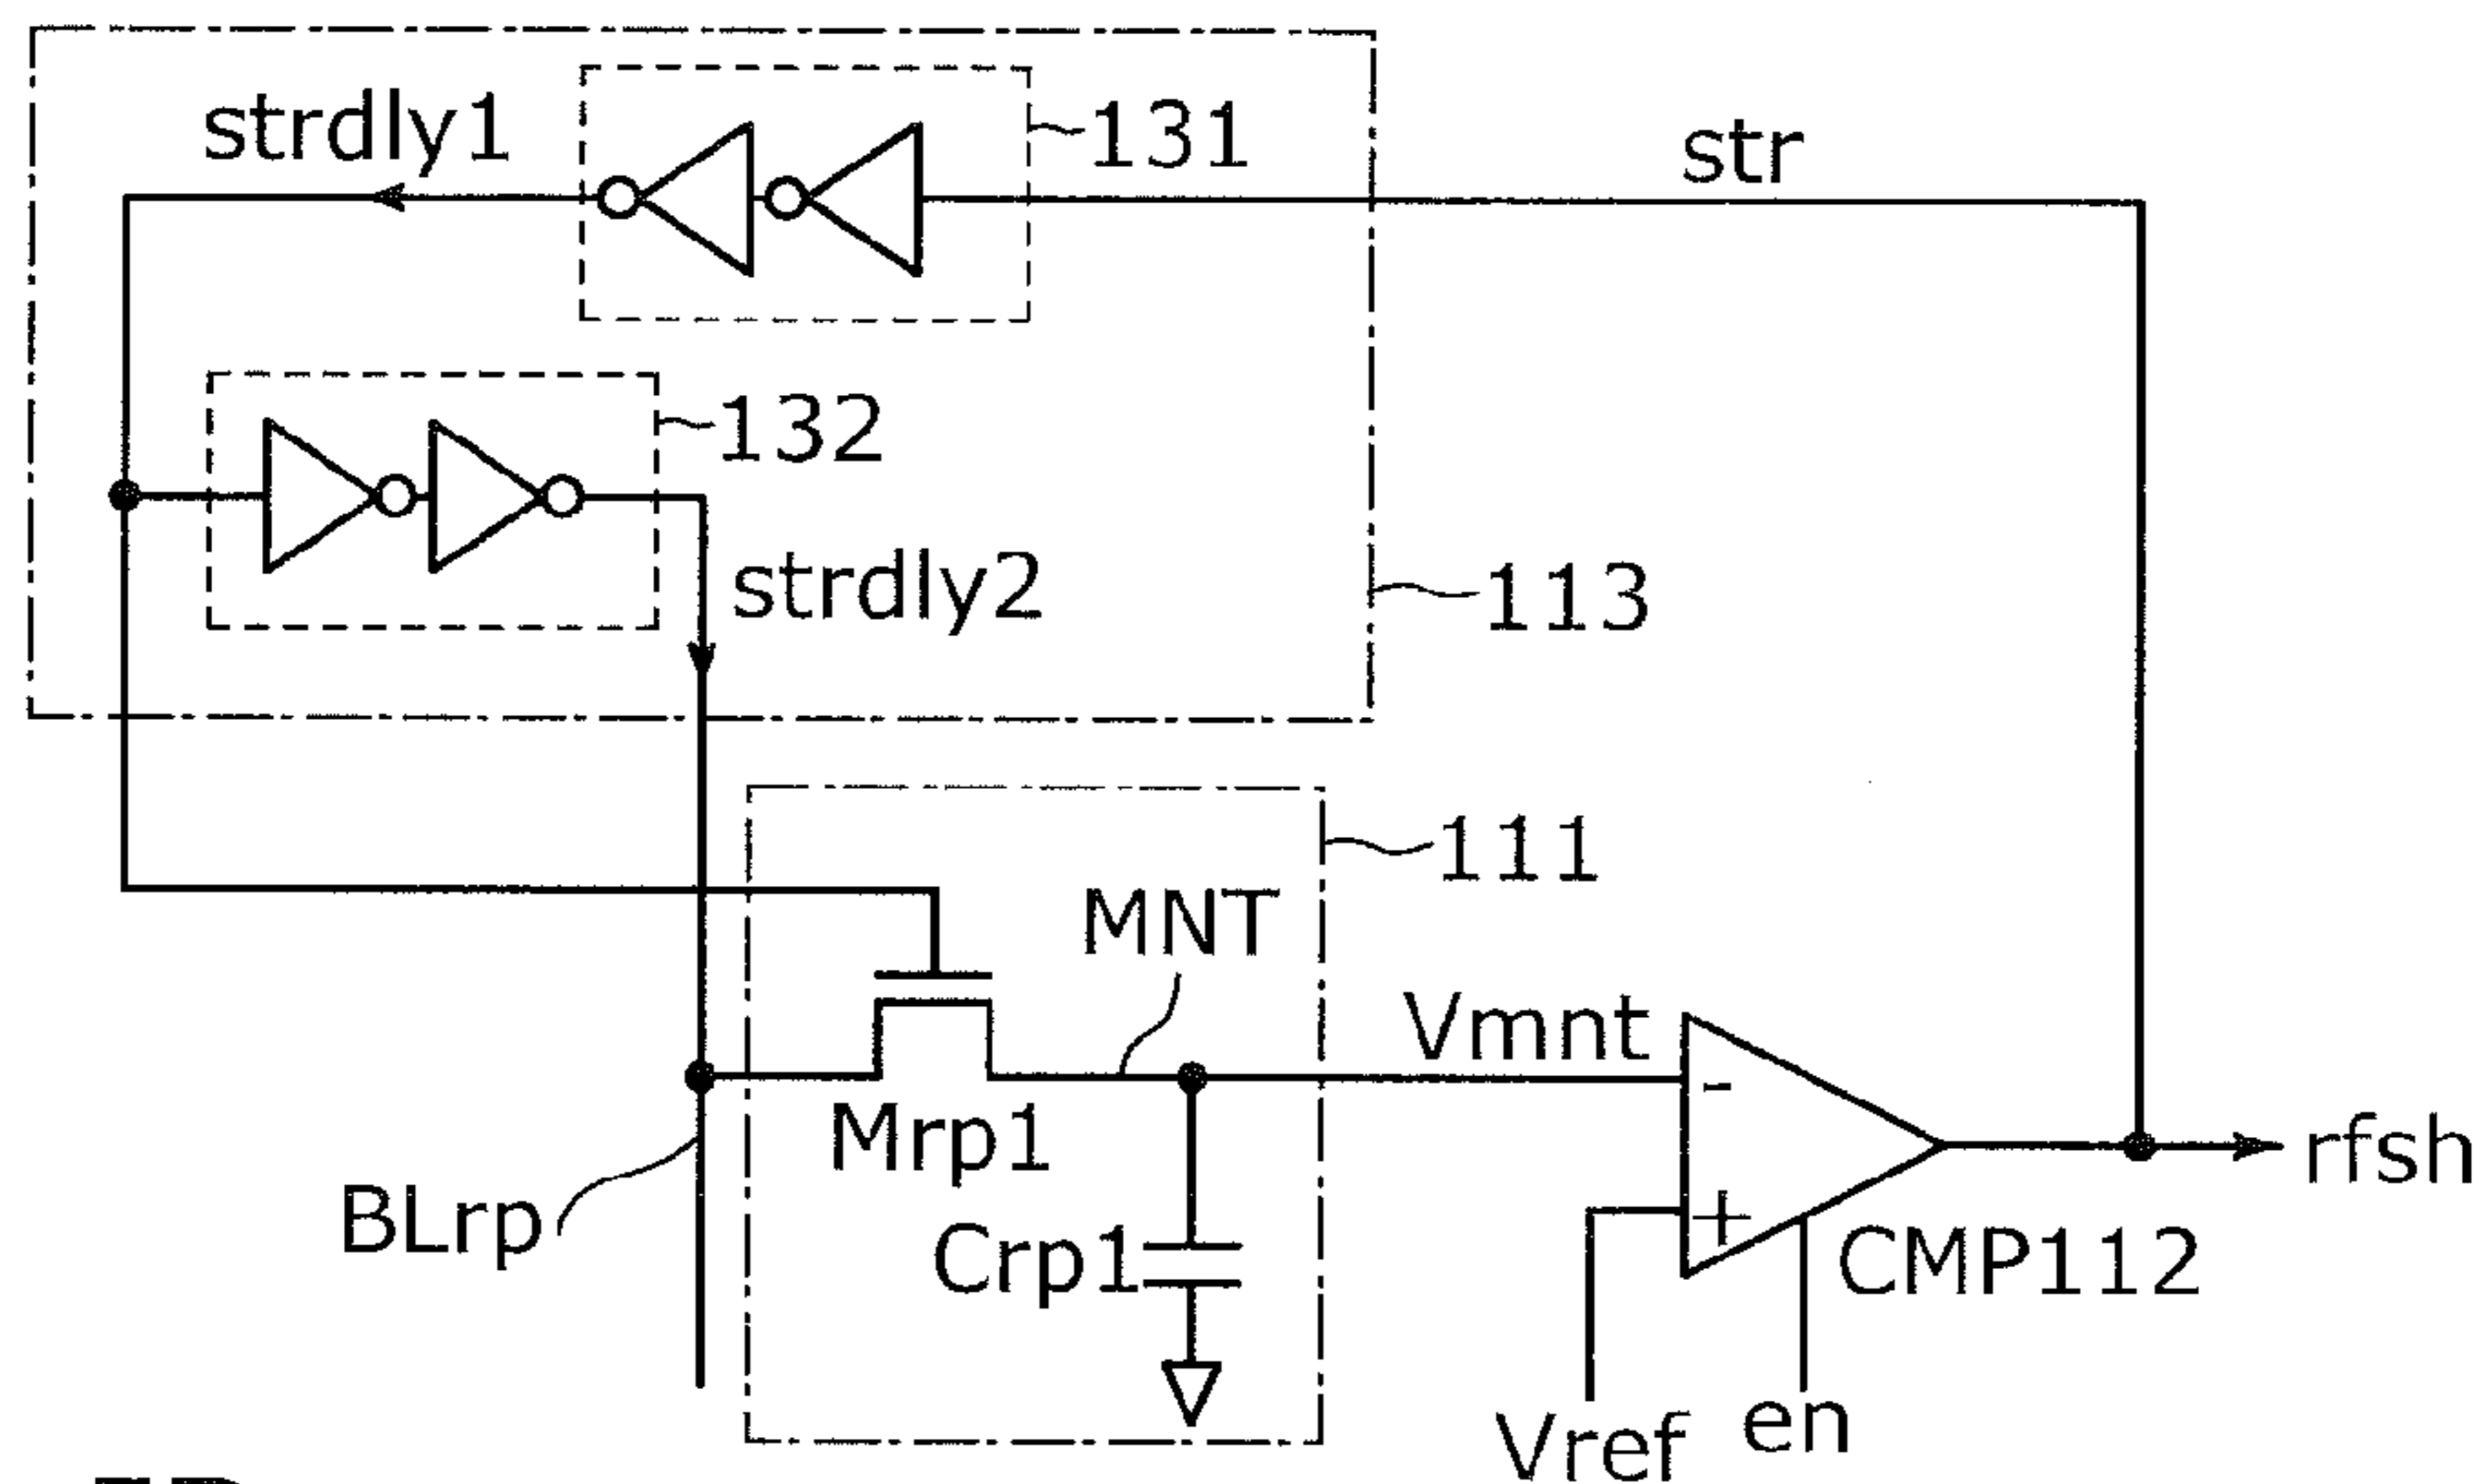 strdly1
131
str
132
strdly2
113
111
MNT
Vmnt
-
Mrp1
rfsh
BLrp
+
Crp1
CMP112
Vref
en